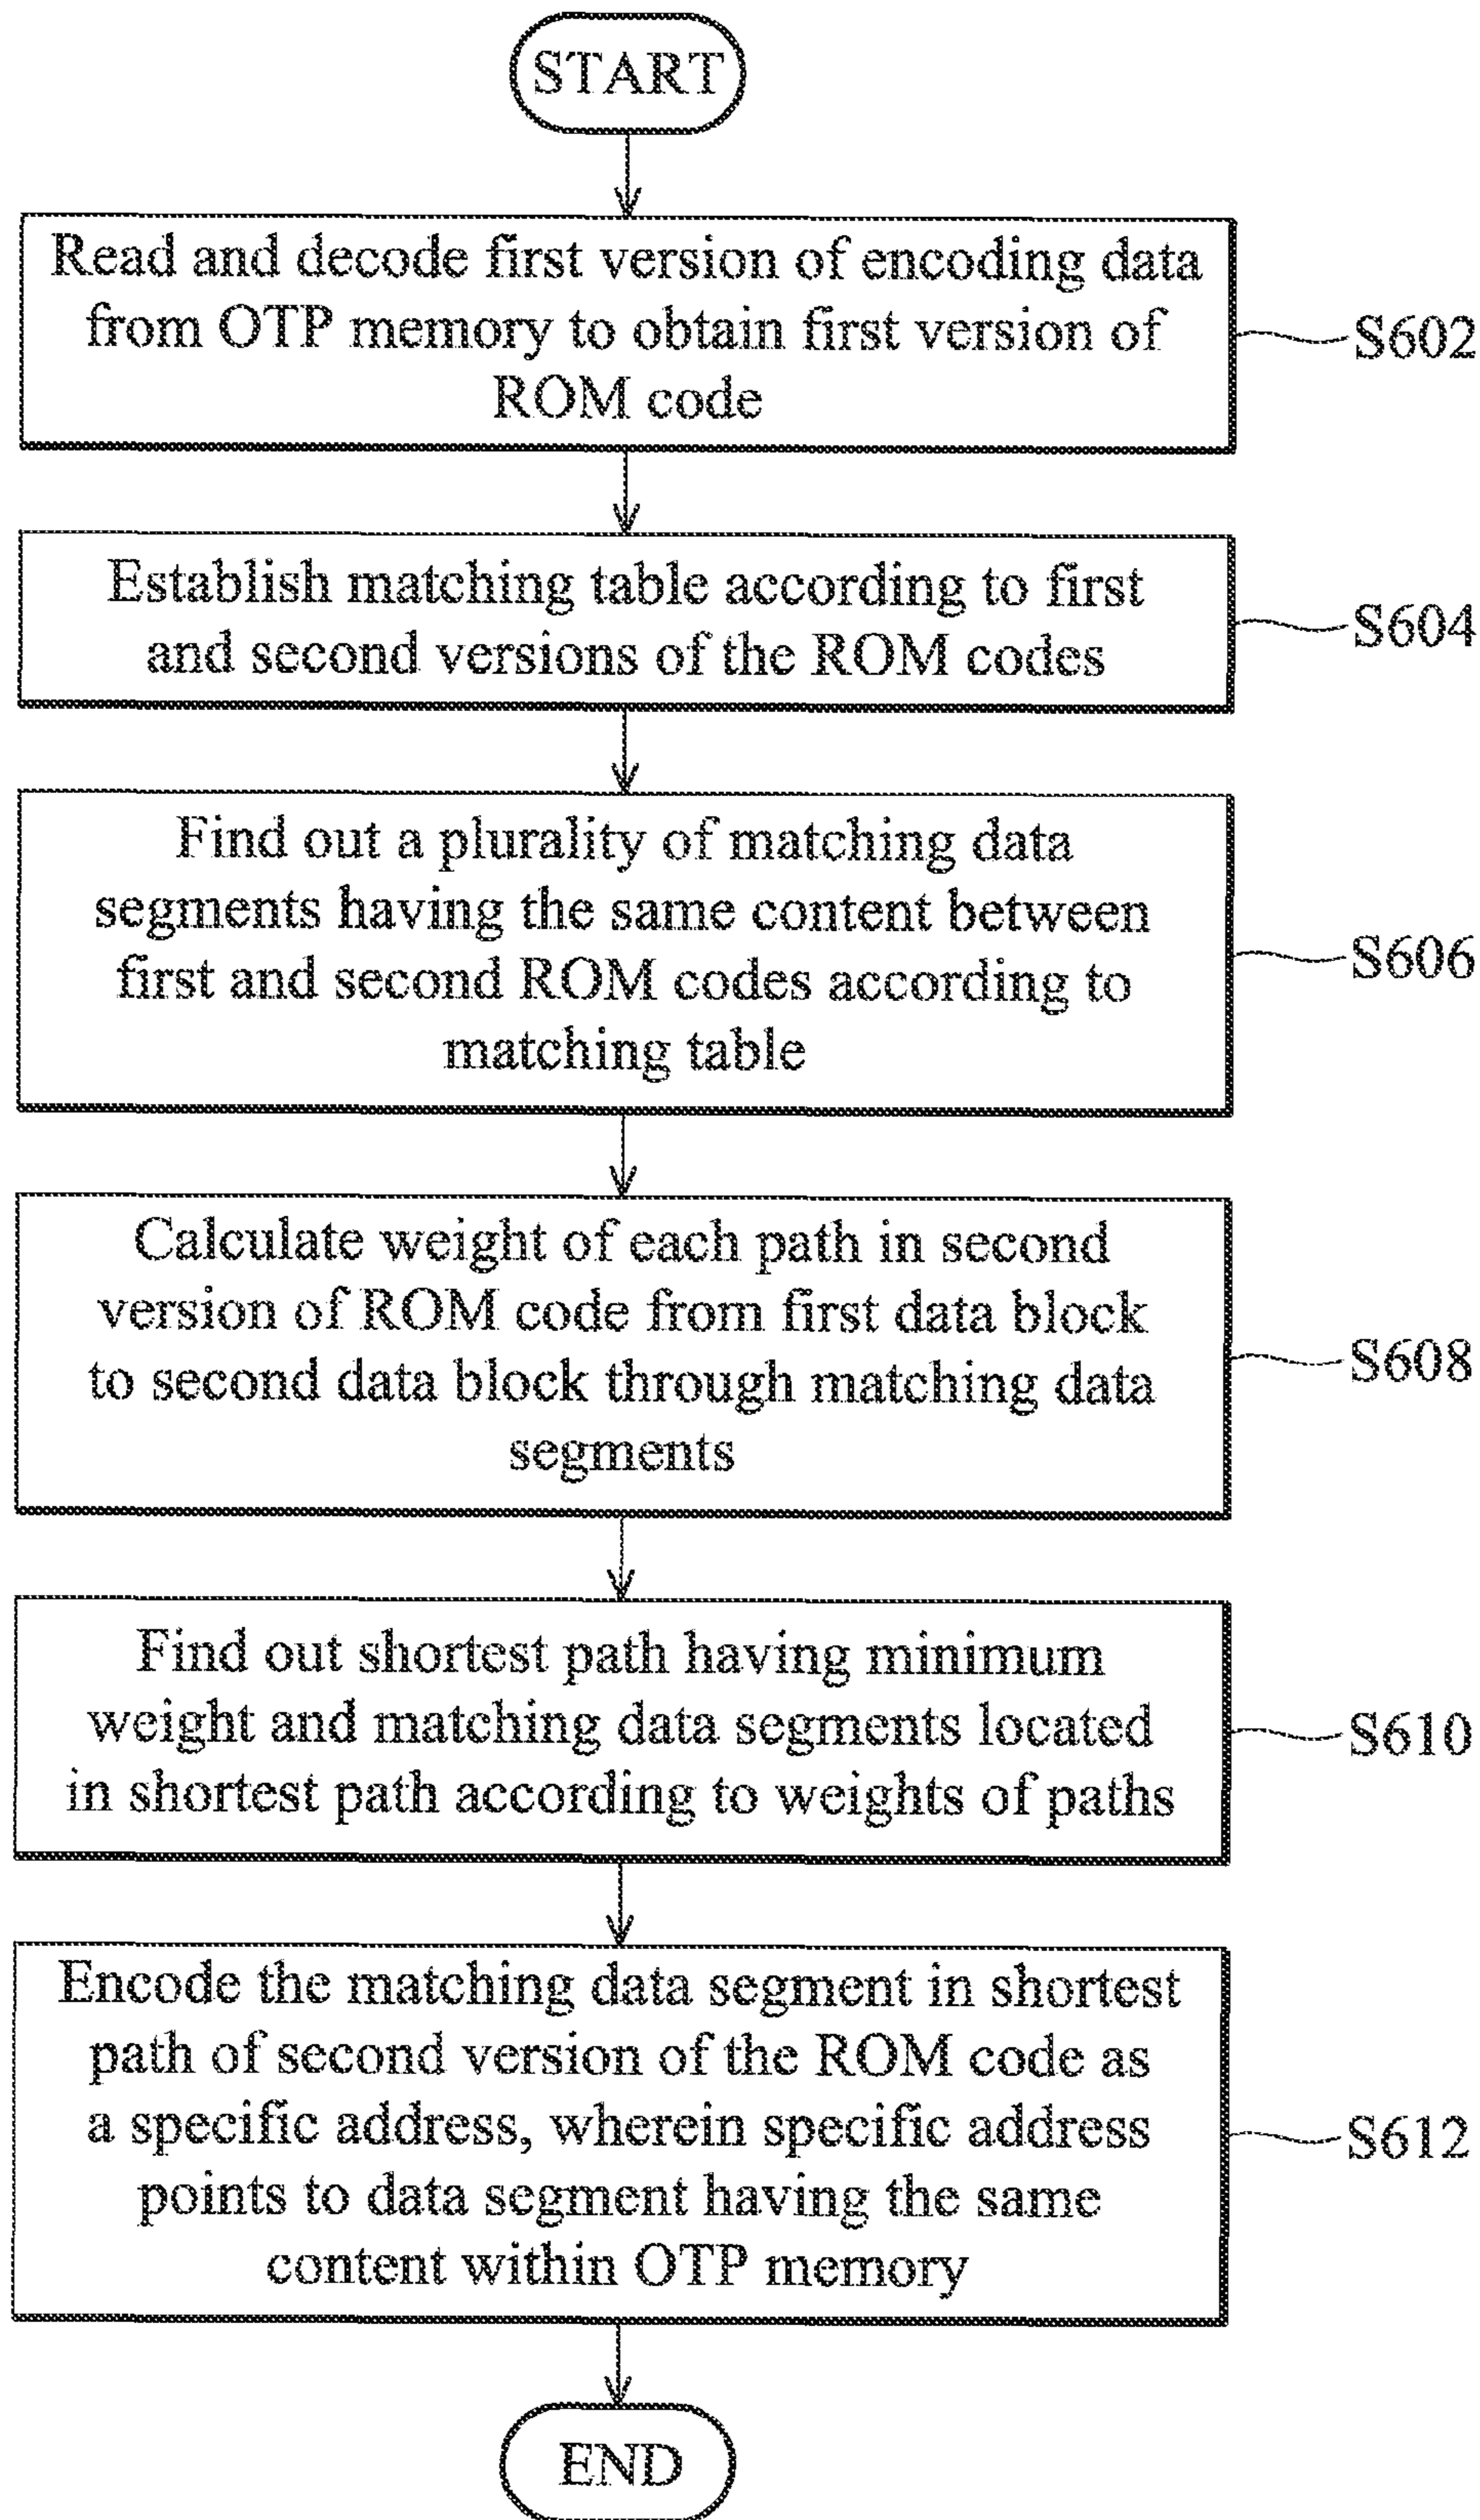 START
Read and decode first version of encoding data
from OTP memory to obtain first version of
ROM code
S602
Establish matching table according to first
and second versions of the ROM codes
S604
Find out a plurality of matching data
segments having the same content between
first and second ROM codes according to
matching table
S606
Calculate weight of each path in second
version of ROM code from first data block
to second data block through matching data
segments
S608
Find out shortest path having minimum
weight and matching data segments located
in shortest path according to weights of paths
S610
Encode the matching data segment in shortest
path of second version of the ROM code as
a specific address, wherein specific address
points to data segment having the same
content within OTP memory
S612
END